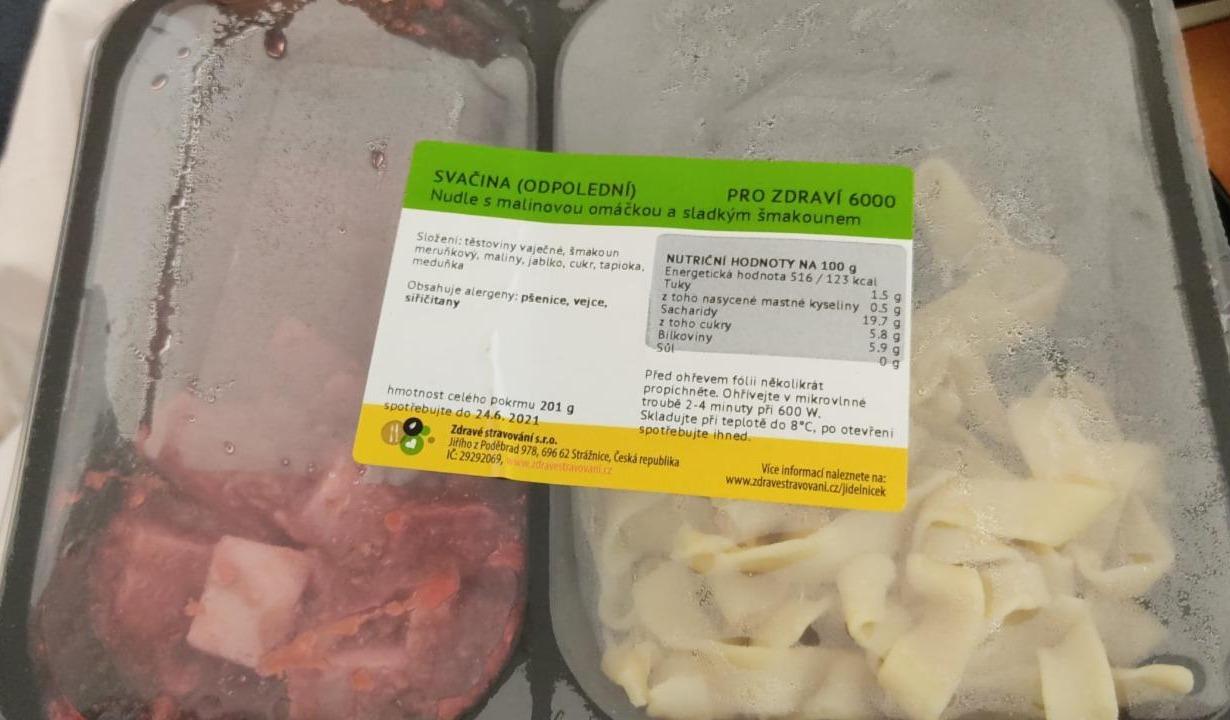 SVAČINA (ODPOLEDNÍ) PRO ZDRAVÍ 6000
Nudle s malinovou omáčkou a sladkým šmakounem
Složení: těstoviny vaječné, šmakoun
meruňkový, maliny, jablko, cukr, tapioka,
meduňka
Obsahuje alergeny: pšenice, vejce,
siřičitany
hmotnost celého pokrmu 201 g
spotřebujte do 24.6. 2021
NUTRIČNÍ HODNOTY NA 100 g
Energetická hodnota 516 / 123 kcal
Tuky 1.5 g
z toho nasycené mastné kyseliny 0.5 g
Sacharidy 19.7 g
z toho cukry 5.8 g
Bílkoviny 5.9 g
Sůl 0 g
Před ohřevem fólii několikrát
propíchněte. Ohřívejte v mikrovlnné
troubě 2-4 minuty při 600 W.
Skladujte při teplotě do 8°C, po otevření
spotřebujte ihned.
Zdravé stravování s.r.o.
Jiřího z Poděbrad 978, 696 62 Strážnice, Česká republika
IČ: 29292069, www.zdravestravovani.cz
Více informací naleznete na:
www.zdravestravovani.cz/jidelnicek